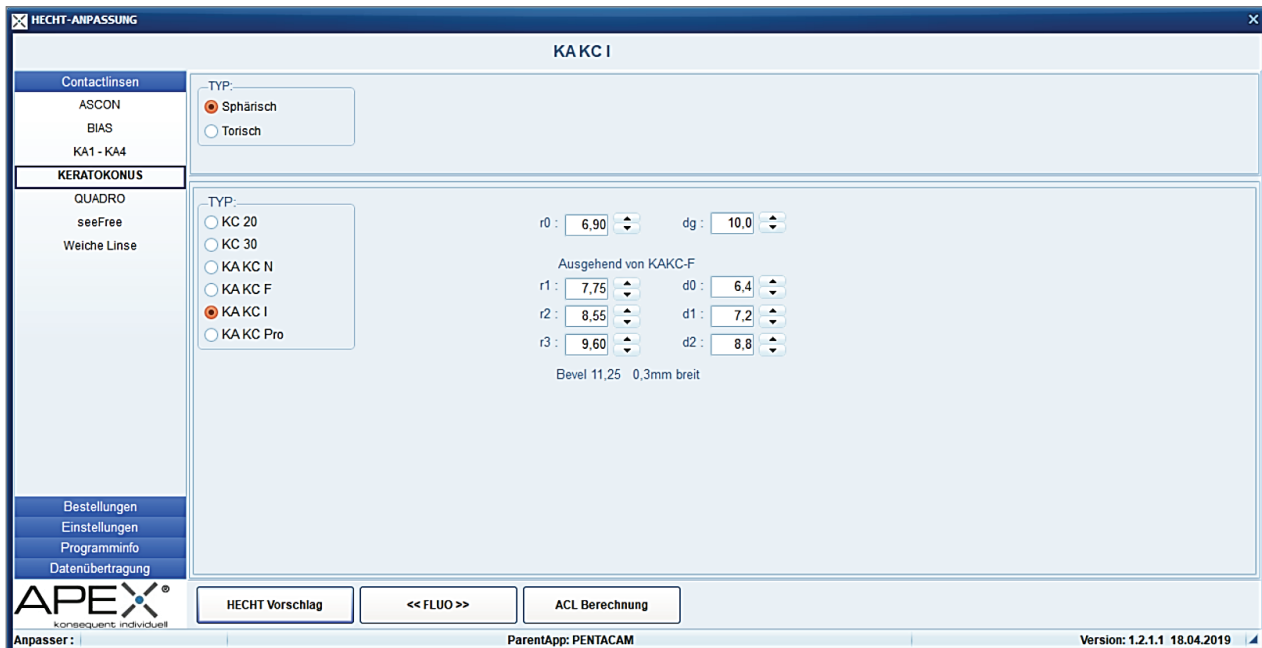 HECHT-ANPASSUNG
KA KC I
Contactlinsen
ASCON
BIAS
KA1 - KA4
KERATOKONUS
QUADRO
seeFree
Weiche Linse
Bestellungen
Einstellungen
Programminfo
Datenübertragung
APEX®
konsequent individuell
TYP:
Sphärisch
Torisch
TYP:
KC 20
KC 30
KA KC N
KA KC F
KA KC I
KA KC Pro
r0 : 6,90 dg : 10,0
Ausgehend von KAKC-F
r1 : 7,75 d0 : 6,4
r2 : 8,55 d1 : 7,2
r3 : 9,60 d2 : 8,8
Bevel 11,25 0,3mm breit
HECHT Vorschlag << FLUO >> ACL Berechnung
Anpasser : ParentApp: PENTACAM Version: 1.2.1.1 18.04.2019